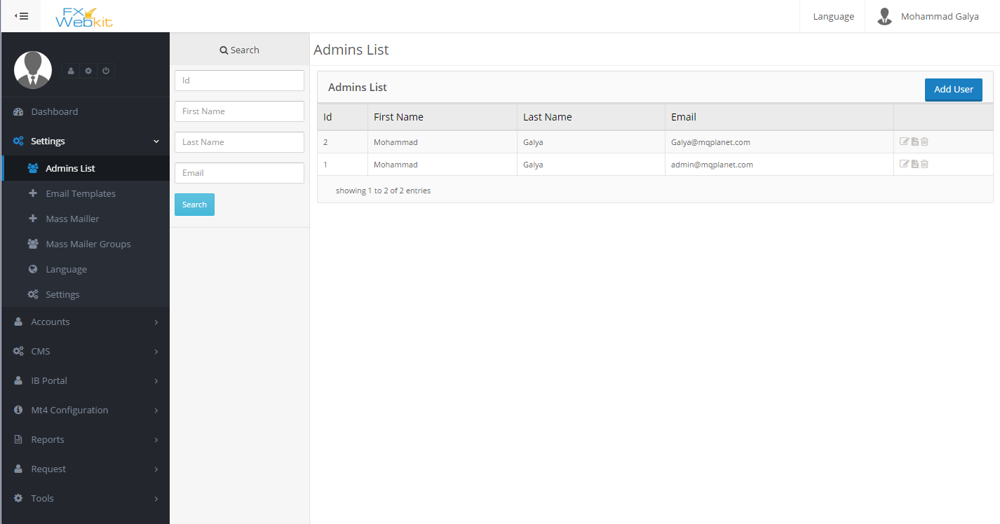 FX
Webkit
Language
Mohammad Galya
Dashboard
Settings
Admins List
Email Templates
Mass Mailler
Mass Mailer Groups
Language
Settings
Accounts
CMS
IB Portal
Mt4 Configuration
Reports
Request
Tools
Search
Id
First Name
Last Name
Email
Search
Admins List
Admins List
Add User
Id First Name Last Name Email
2 Mohammad Galya Galya@mqplanet.com
1 Mohammad Galya admin@mqplanet.com
showing 1 to 2 of 2 entries